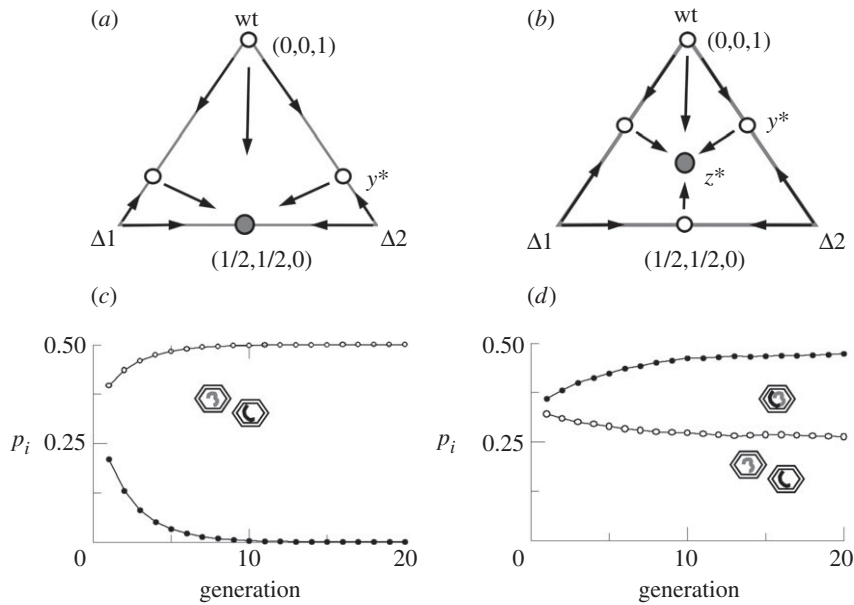 (a)
wt
(0,0,1)
y*
Δ1
Δ2
(1/2,1/2,0)
(b)
wt
(0,0,1)
y*
z*
Δ1
Δ2
(1/2,1/2,0)
(c)
0.50
p_i
0.25
0
10
20
generation
(d)
0.50
p_i
0.25
0
10
20
generation